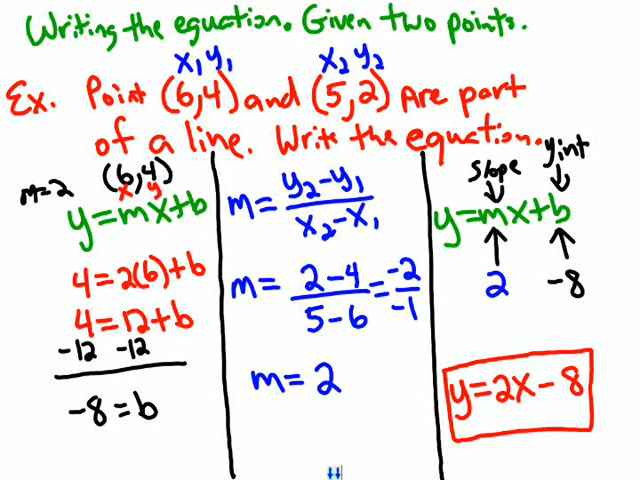 Writing the equation. Given two points.
x₁ y₁ x₂ y₂
Ex. Point (6,4) and (5,2) are part
of a line. Write the equation.
m=2 (6,4)
x y
y=mx+b
4=2(6)+b
4=12+b
-12 -12
-8=b
m= y₂-y₁ / x₂-x₁
m= 2-4 / 5-6 = -2 / -1
m= 2
slope y int
y=mx+b
2 -8
y=2x-8